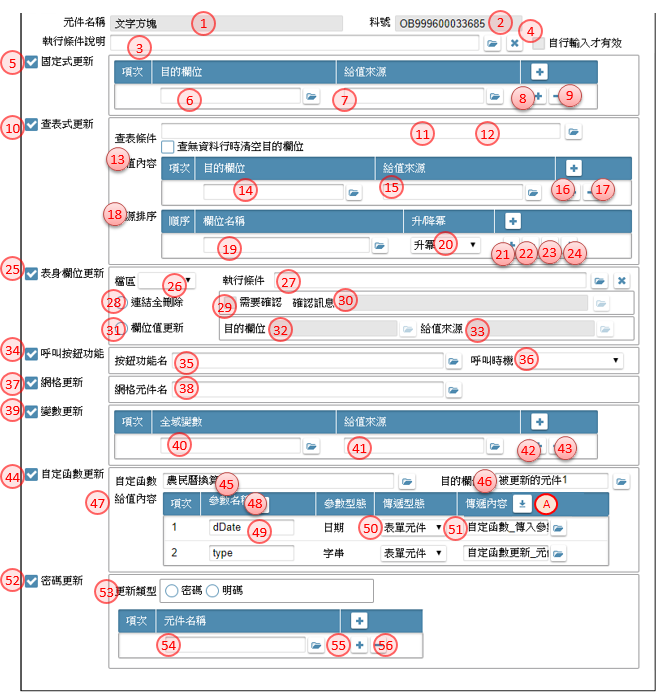 元件名稱 文字方塊 1 料號 OB999600033685 2
執行條件說明 3 4 自行輸入才有效
5 固定式更新 項次 目的欄位 給值來源
6 7 8 9
10 查表式更新 查表條件 11 12
查無資料行時清空目的欄位
13 值內容 項次 目的欄位 給值來源
14 15 16 17
18 源排序 順序 欄位名稱 升/降冪
19 升冪 20 21 22 23 24
25 表身欄位更新 檔區 26 執行條件 27
28 連結全刪除 29 需要確認 確認訊息 30
31 欄位值更新 目的欄位 32 給值來源 33
34 呼叫按鈕功能 按鈕功能名 35 呼叫時機 36
37 網格更新 網格元件名 38
39 變數更新 項次 全域變數 給值來源
40 41 42 43
44 自定函數更新 自定函數 農民曆換算 45 目的欄 46 被更新的元件1
47 給值內容 項次 參數名稱 48 參數型態 傳遞型態 傳遞內容 A
1 dDate 49 日期 50 表單元件 51 自定函數_傳入參
2 type 字串 表單元件 自定函數更新_元
52 密碼更新 53 更新類型 密碼 明碼
項次 元件名稱
54 55 56